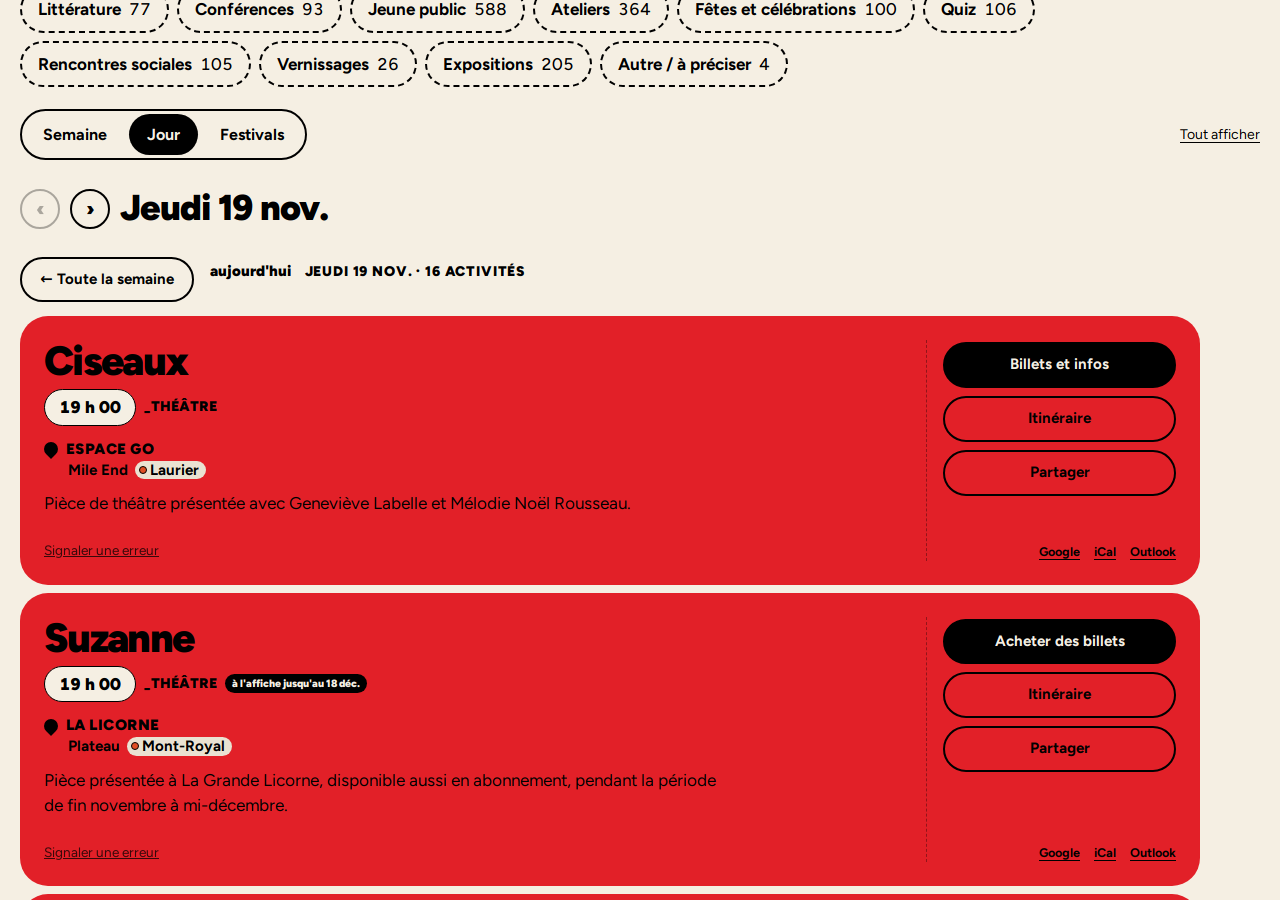 Littérature 77 Conférences 93 Jeune public 588 Ateliers 364 Fêtes et célébrations 100 Quiz 106
Rencontres sociales 105 Vernissages 26 Expositions 205 Autre / à préciser 4
Semaine Jour Festivals Tout afficher
‹ › Jeudi 19 nov.
← Toute la semaine aujourd'hui JEUDI 19 NOV. · 16 ACTIVITÉS
Ciseaux
19 h 00 _THÉÂTRE
ESPACE GO
Mile End Laurier
Pièce de théâtre présentée avec Geneviève Labelle et Mélodie Noël Rousseau.
Signaler une erreur
Billets et infos
Itinéraire
Partager
Google iCal Outlook
Suzanne
19 h 00 _THÉÂTRE à l'affiche jusqu'au 18 déc.
LA LICORNE
Plateau Mont-Royal
Pièce présentée à La Grande Licorne, disponible aussi en abonnement, pendant la période
de fin novembre à mi-décembre.
Signaler une erreur
Acheter des billets
Itinéraire
Partager
Google iCal Outlook